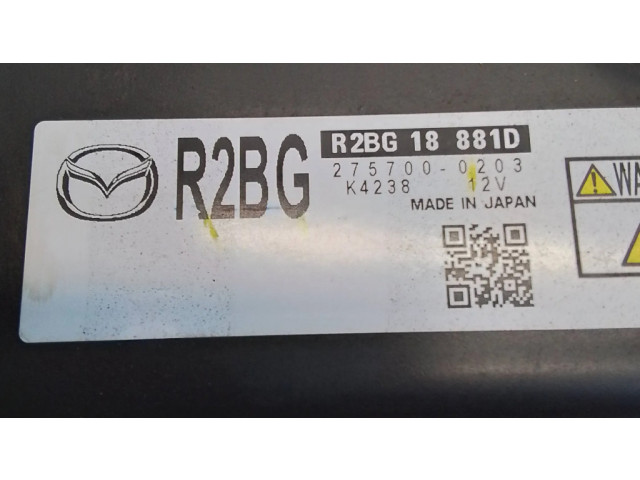 R2BG
R2BG 18 881D
275700-0203
K4238 12V
MADE IN JAPAN